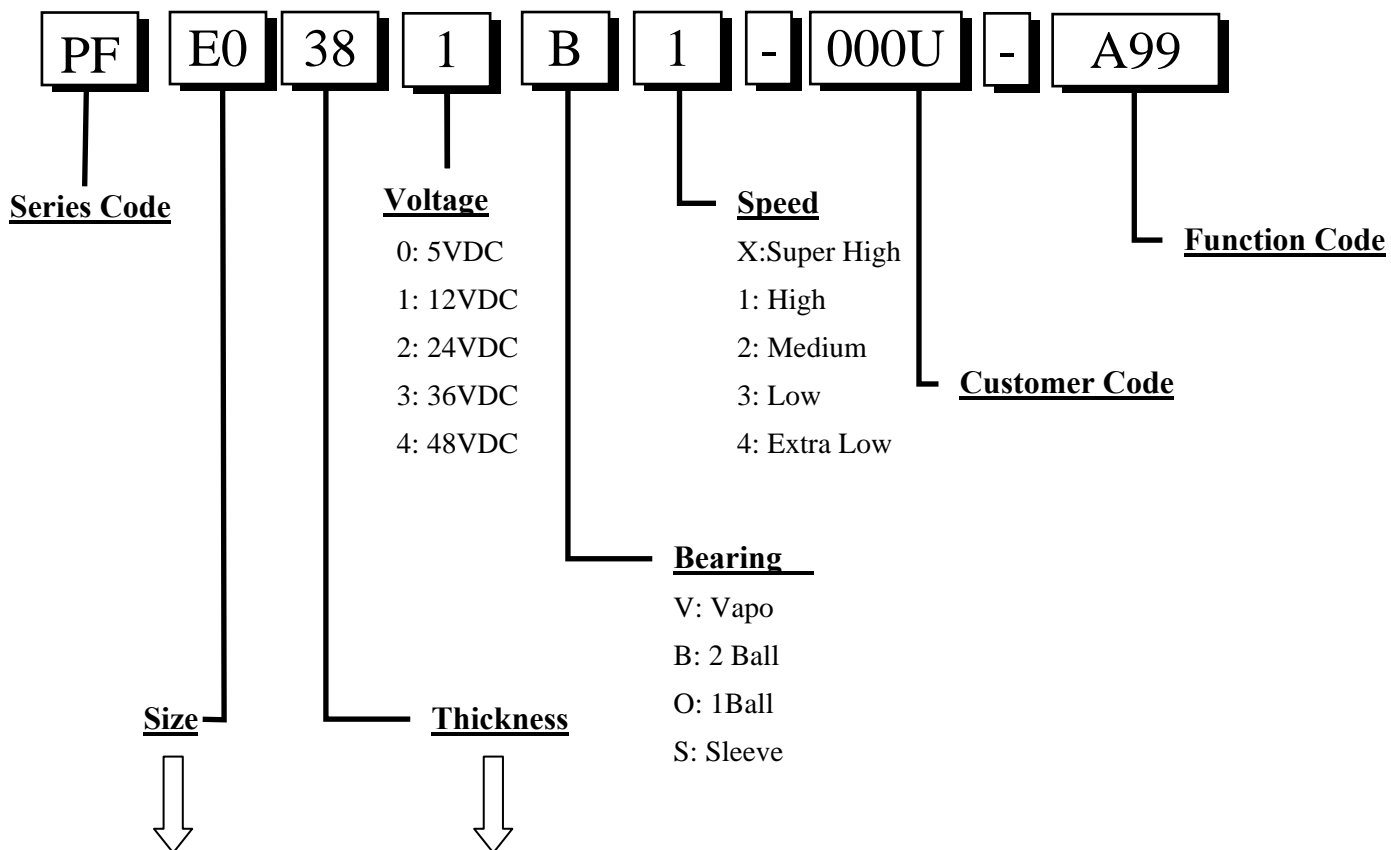 PF E0 38 1 B 1 - 000U - A99
Series Code
Voltage
0: 5VDC
1: 12VDC
2: 24VDC
3: 36VDC
4: 48VDC
Speed
X:Super High
1: High
2: Medium
3: Low
4: Extra Low
Function Code
Customer Code
Bearing
V: Vapo
B: 2 Ball
O: 1Ball
S: Sleeve
Size
Thickness